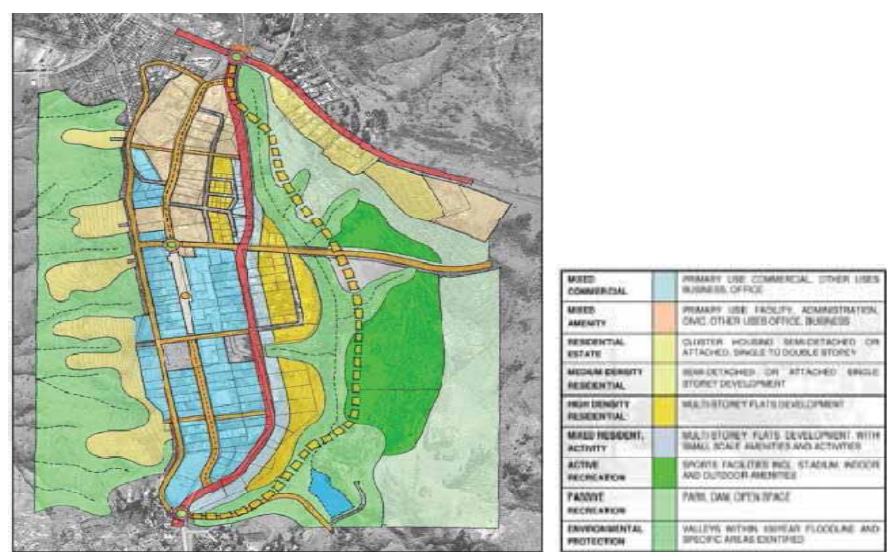 MIXED
COMMERCIAL
PRIMARY USE COMMERCIAL, OTHER USES
BUSINESS, OFFICE
MIXED
AMENITY
PRIMARY USE FACILITY, ADMINISTRATION,
CIVIC, OTHER USES OFFICE, BUSINESS
RESIDENTIAL
ESTATE
CLUSTER HOUSING SEMI-DETACHED OR
ATTACHED, SINGLE TO DOUBLE STOREY
MEDIUM DENSITY
RESIDENTIAL
SEMI-DETACHED OR ATTACHED SINGLE
STOREY DEVELOPMENT
HIGH DENSITY
RESIDENTIAL
MULTI-STOREY FLATS DEVELOPMENT
MIXED RESIDENT.
ACTIVITY
MULTI-STOREY FLATS DEVELOPMENT WITH
SMALL SCALE AMENITIES AND ACTIVITIES
ACTIVE
RECREATION
SPORTS FACILITIES INCL STADIUM, INDOOR
AND OUTDOOR AMENITIES
PASSIVE
RECREATION
PARK, DAM, OPEN SPACE
ENVIRONMENTAL
PROTECTION
VALLEYS WITHIN FLOODLINE AND
SPECIFIC AREAS IDENTIFIED